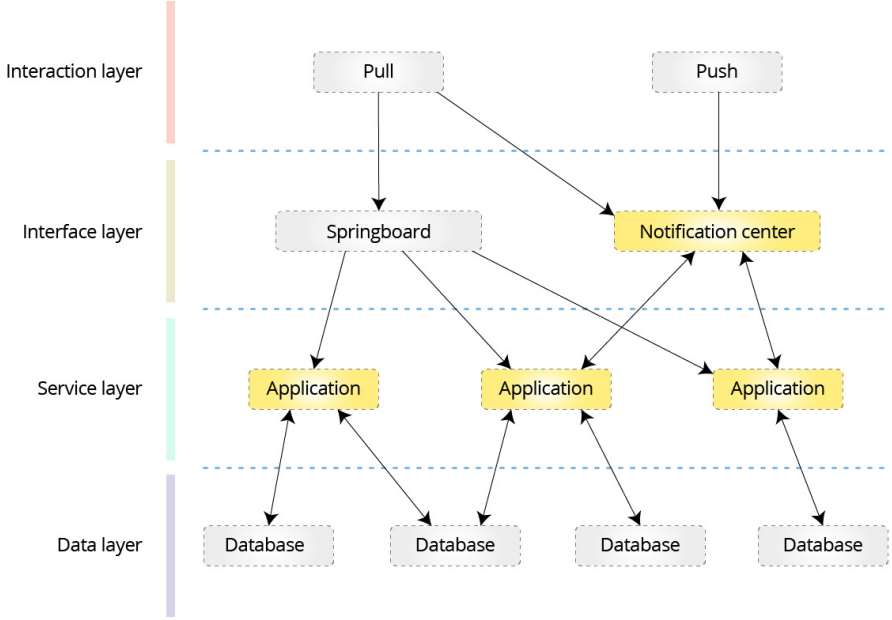 Interaction layer
Pull
Push
Interface layer
Springboard
Notification center
Service layer
Application
Application
Application
Data layer
Database
Database
Database
Database